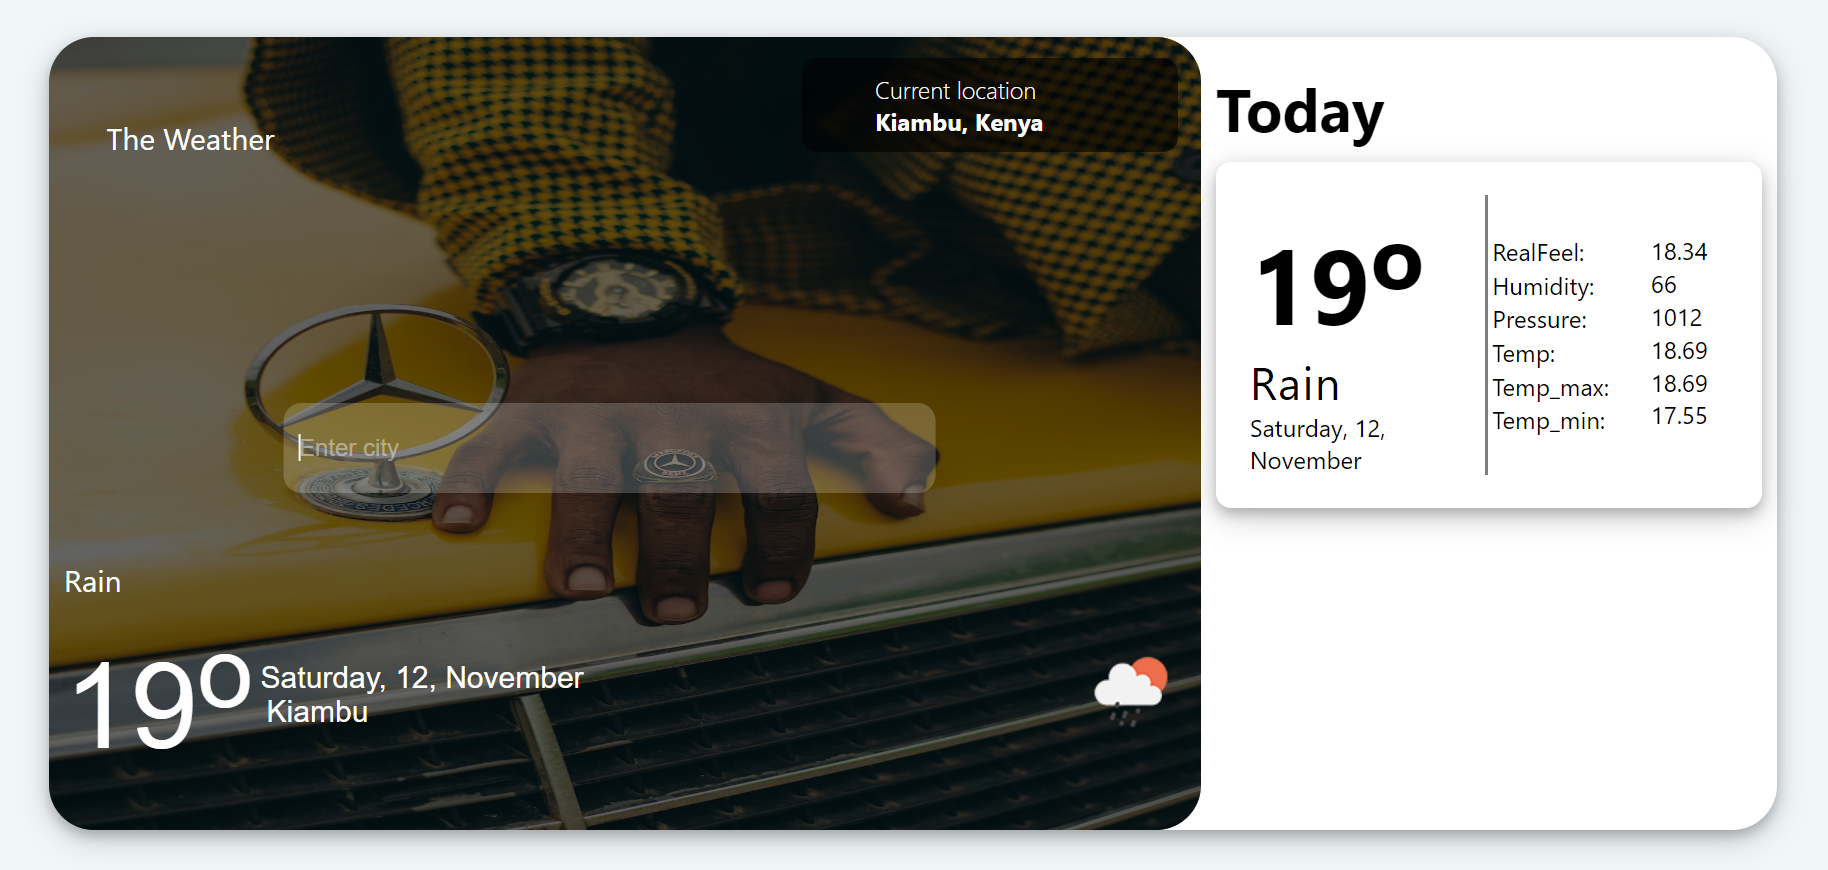 The Weather
Current location
Kiambu, Kenya
Enter city
Rain
19º
Saturday, 12, November
Kiambu
Today
19º
Rain
Saturday, 12,
November
RealFeel: 18.34
Humidity: 66
Pressure: 1012
Temp: 18.69
Temp_max: 18.69
Temp_min: 17.55